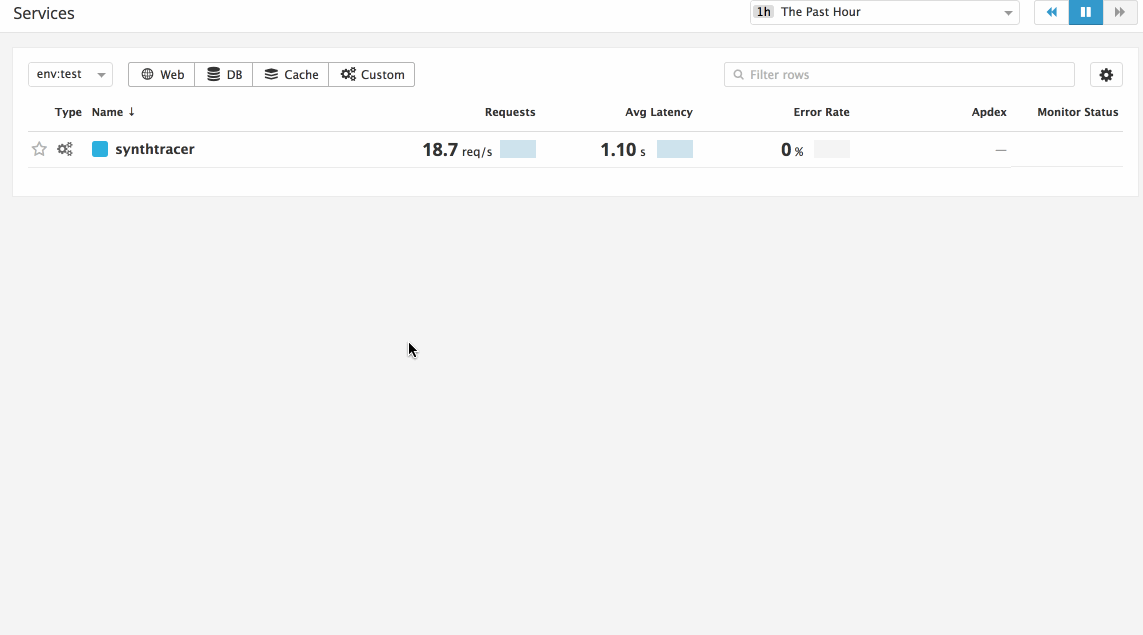 Services
1h The Past Hour
env:test
Web DB Cache Custom
Filter rows
Type Name ↓ Requests Avg Latency Error Rate Apdex Monitor Status
synthtracer 18.7 req/s 1.10 s 0 % —